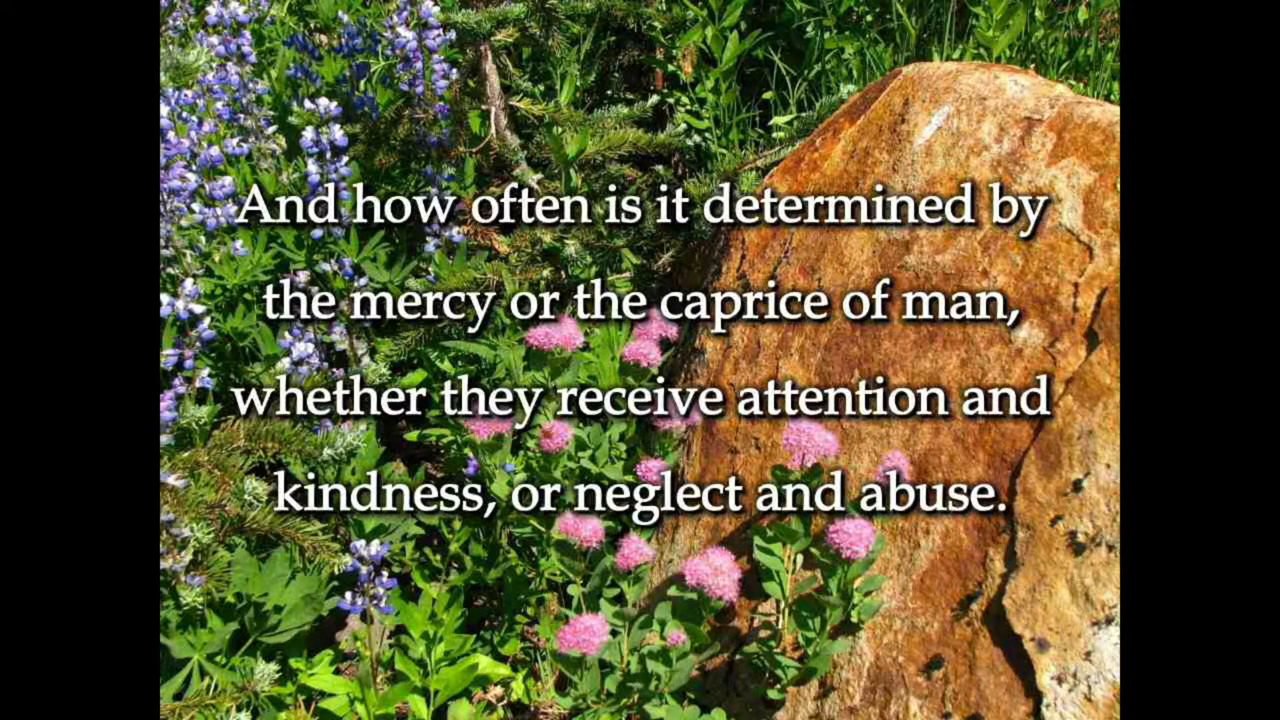 And how often is it determined by
the mercy or the caprice of man,
whether they receive attention and
kindness, or neglect and abuse.